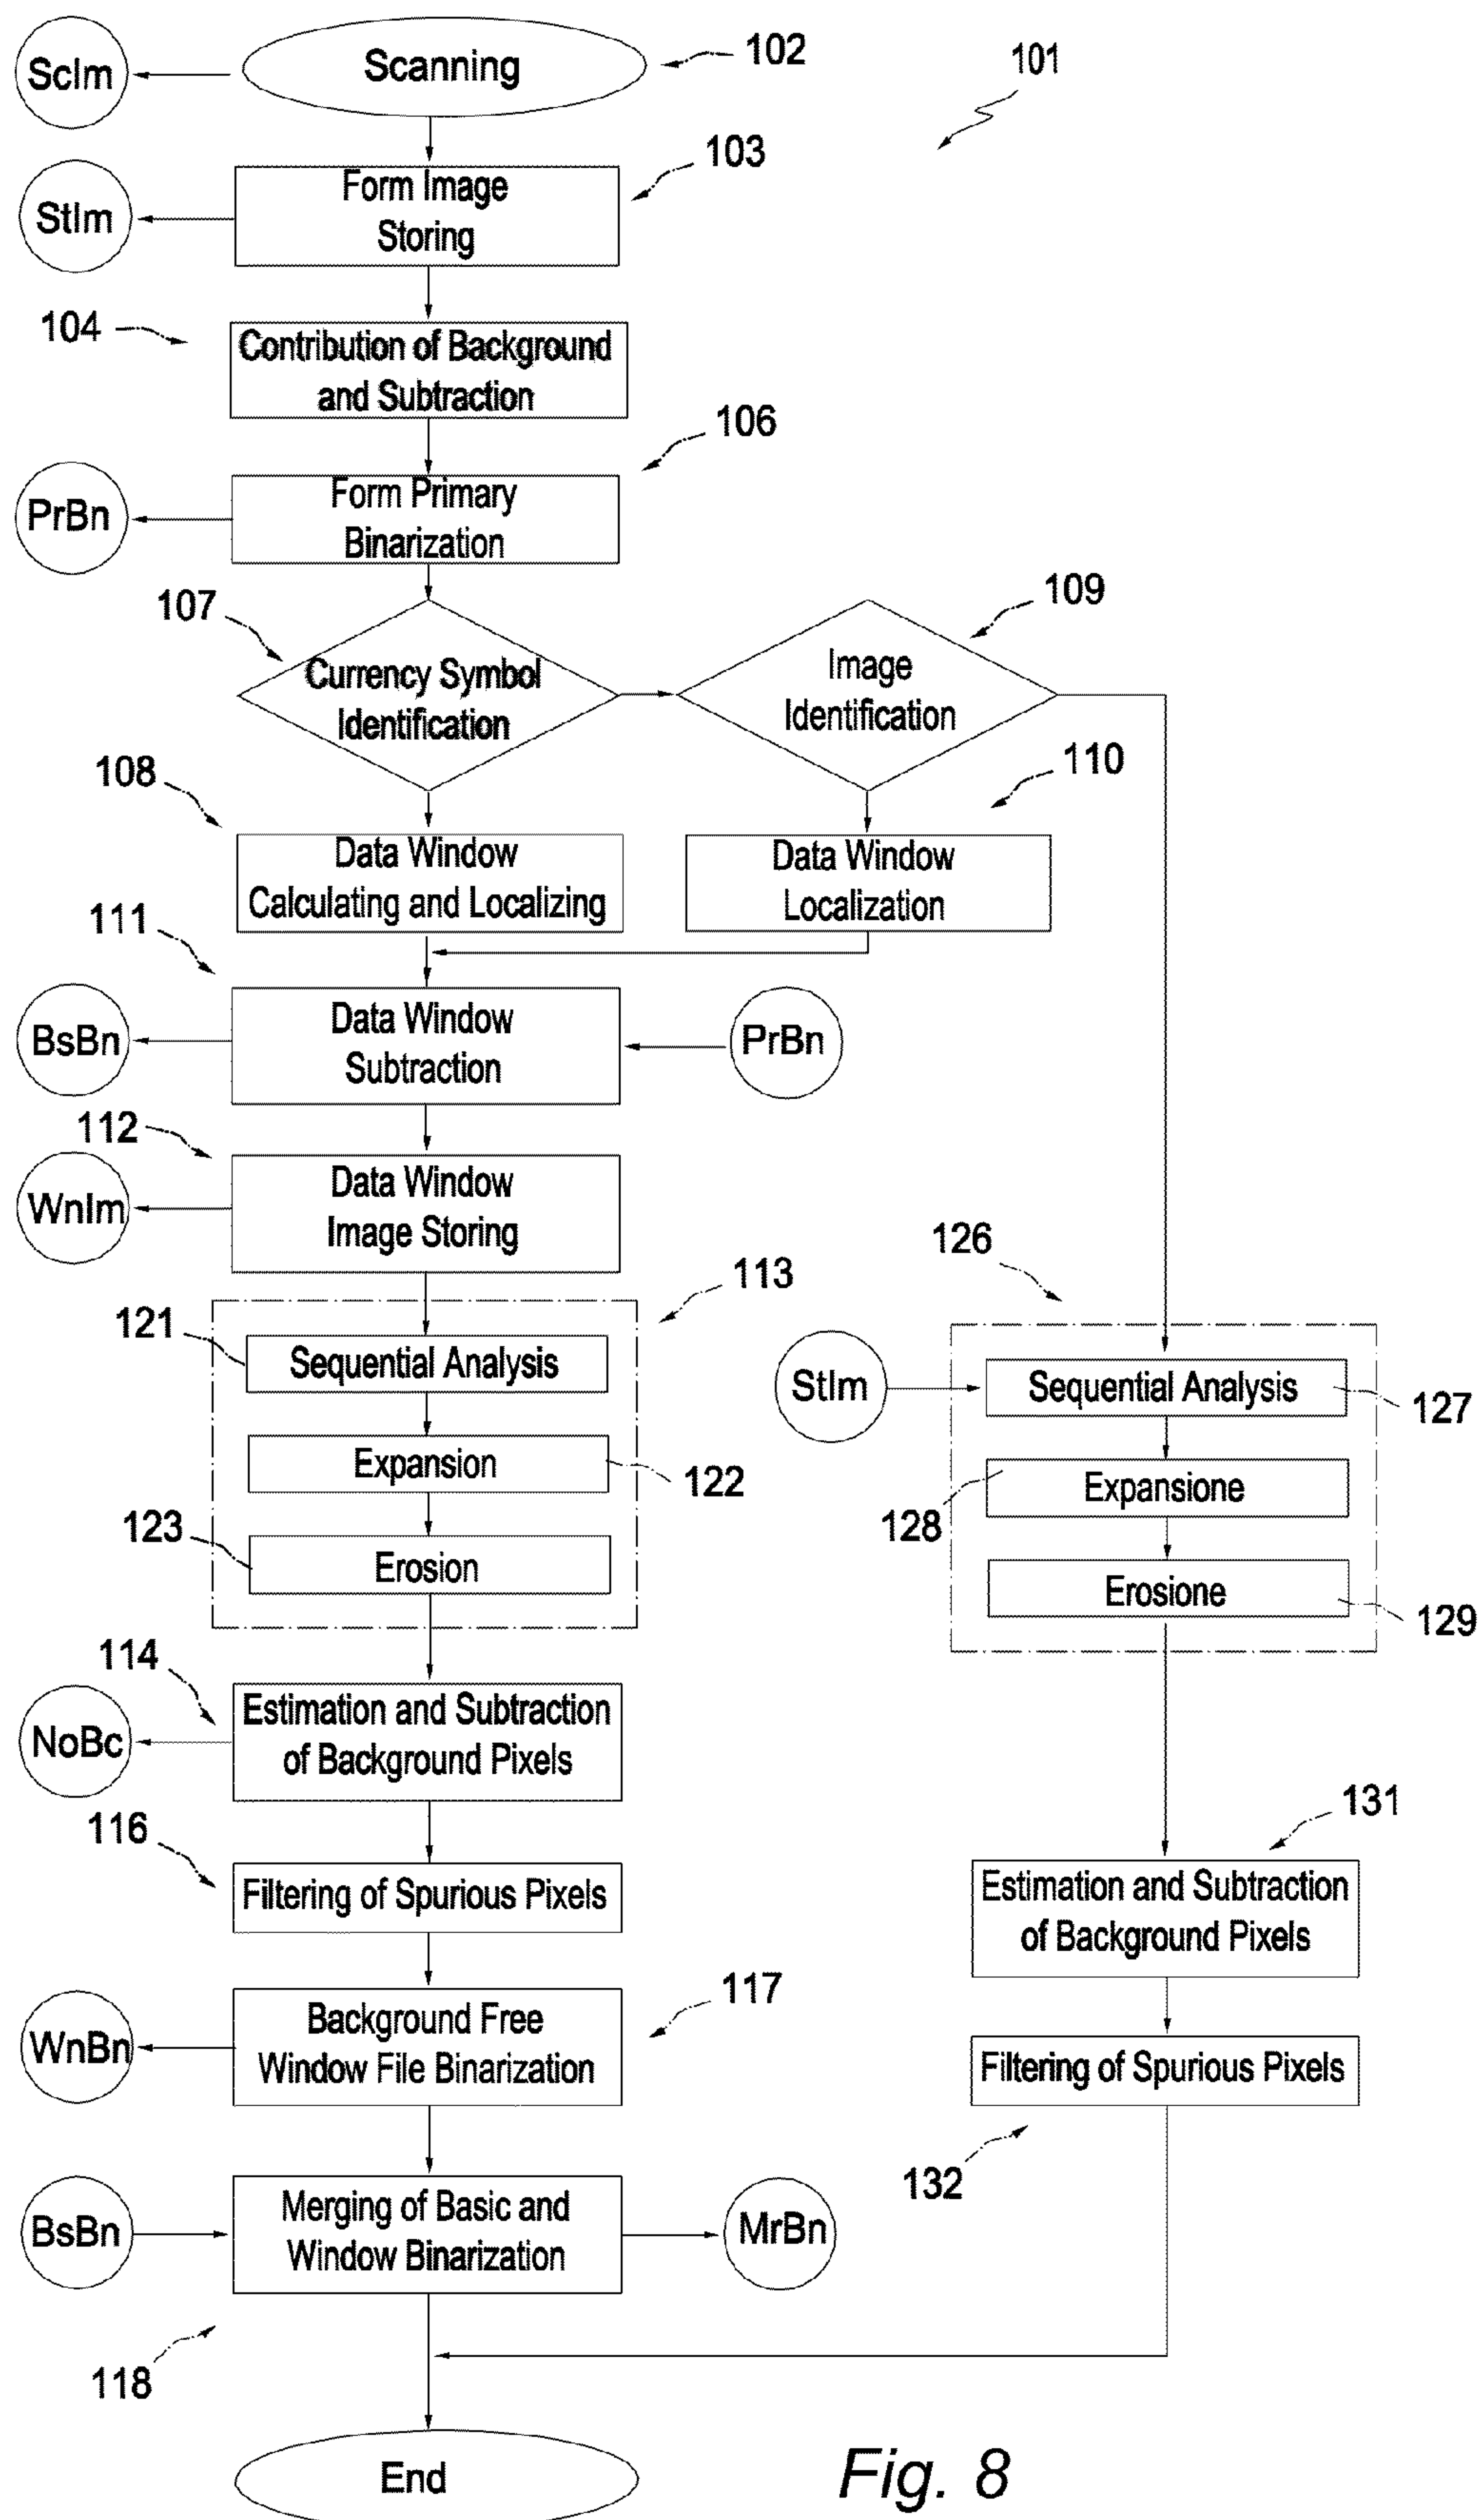 ScIm
Scanning
102
101
103
StIm
Form Image
Storing
104
Contribution of Background
and Subtraction
106
PrBn
Form Primary
Binarization
107
109
Currency Symbol
Identification
Image
Identification
108
110
Data Window
Calculating and Localizing
Data Window
Localization
111
BsBn
Data Window
Subtraction
PrBn
112
WnIm
Data Window
Image Storing
113
126
121
Sequential Analysis
StIm
Sequential Analysis
127
Expansion
122
128
Expansione
123
Erosion
Erosione
129
114
NoBc
Estimation and Subtraction
of Background Pixels
116
Filtering of Spurious Pixels
131
Estimation and Subtraction
of Background Pixels
117
WnBn
Background Free
Window File Binarization
Filtering of Spurious Pixels
132
BsBn
Merging of Basic and
Window Binarization
MrBn
118
End
Fig. 8